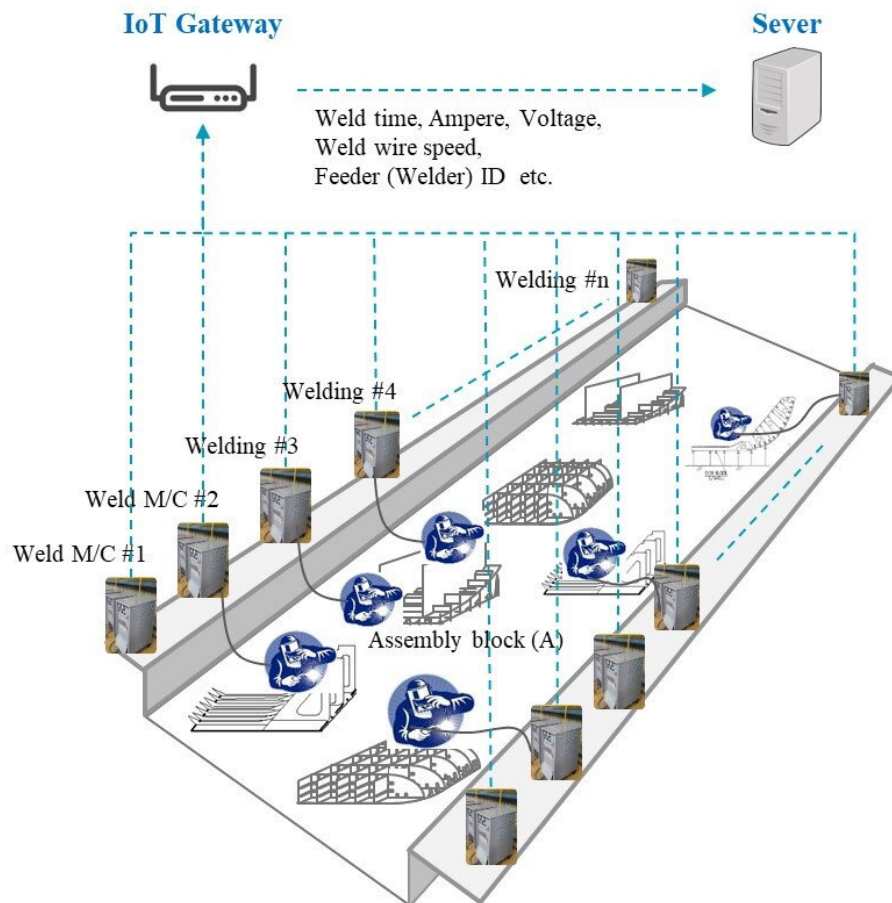 IoT Gateway
Sever
Weld time, Ampere, Voltage,
Weld wire speed,
Feeder (Welder) ID etc.
Welding #n
Welding #4
Welding #3
Weld M/C #2
Weld M/C #1
Assembly block (A)